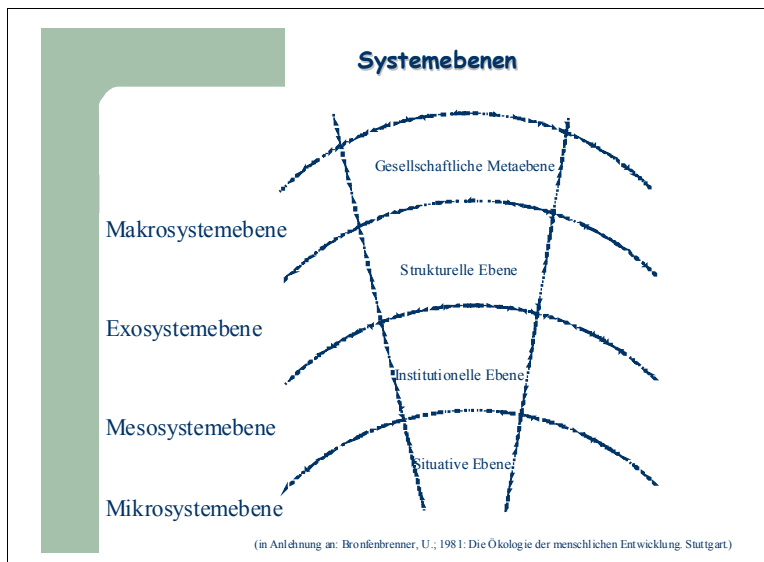 Systemebenen
Gesellschaftliche Metaebene
Makrosystemebene
Strukturelle Ebene
Exosystemebene
Institutionelle Ebene
Mesosystemebene
Situative Ebene
Mikrosystemebene
(in Anlehnung an: Bronfenbrenner, U.; 1981: Die Ökologie der menschlichen Entwicklung. Stuttgart.)